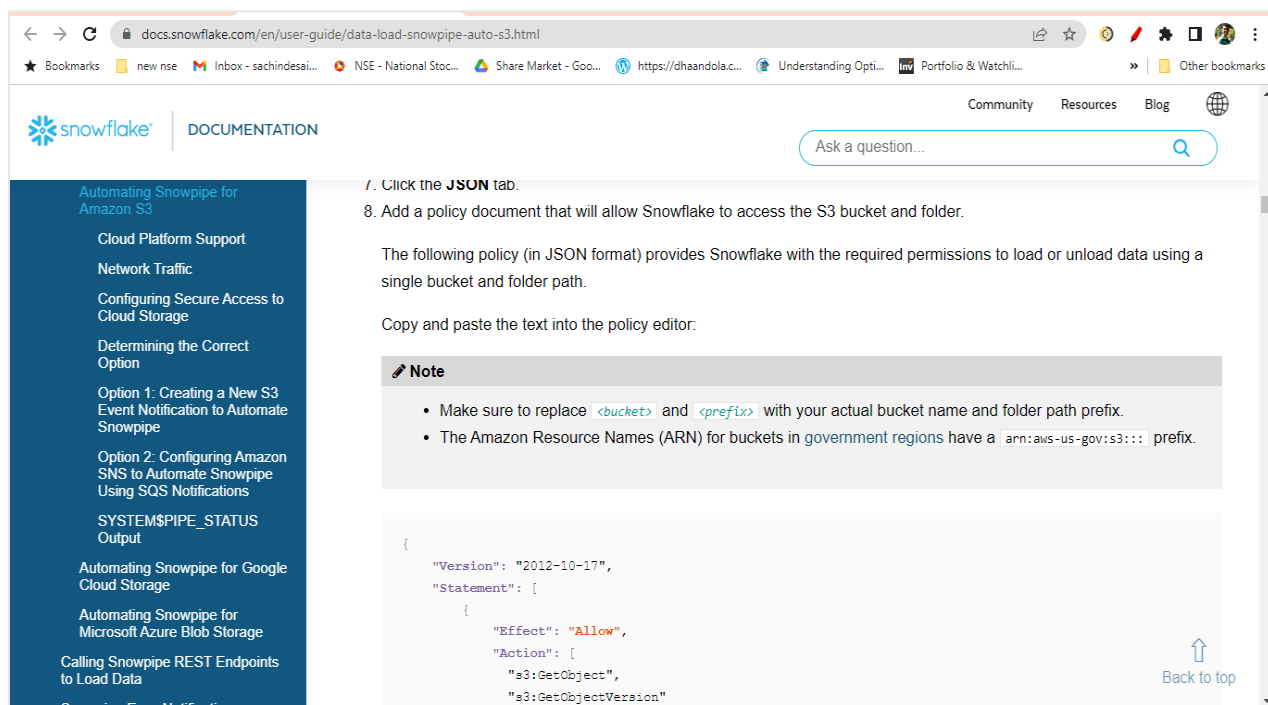 docs.snowflake.com/en/user-guide/data-load-snowpipe-auto-s3.html
Bookmarks
new nse
Inbox - sachindesai...
NSE - National Stoc...
Share Market - Goo...
https://dhaandola.c...
Understanding Opti...
Inv
Portfolio & Watchli...
»
Other bookmarks
snowflake®
DOCUMENTATION
Community
Resources
Blog
Ask a question...
Automating Snowpipe for
Amazon S3
Cloud Platform Support
Network Traffic
Configuring Secure Access to
Cloud Storage
Determining the Correct
Option
Option 1: Creating a New S3
Event Notification to Automate
Snowpipe
Option 2: Configuring Amazon
SNS to Automate Snowpipe
Using SQS Notifications
SYSTEM$PIPE_STATUS
Output
Automating Snowpipe for Google
Cloud Storage
Automating Snowpipe for
Microsoft Azure Blob Storage
Calling Snowpipe REST Endpoints
to Load Data
7. Click the JSON tab.
8. Add a policy document that will allow Snowflake to access the S3 bucket and folder.
The following policy (in JSON format) provides Snowflake with the required permissions to load or unload data using a
single bucket and folder path.
Copy and paste the text into the policy editor:
Note
• Make sure to replace <bucket> and <prefix> with your actual bucket name and folder path prefix.
• The Amazon Resource Names (ARN) for buckets in government regions have a arn:aws-us-gov:s3::: prefix.
{
"Version": "2012-10-17",
"Statement": [
{
"Effect": "Allow",
"Action": [
"s3:GetObject",
"s3:GetObjectVersion"
Back to top